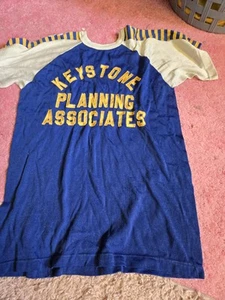 KEYSTONE
PLANNING
ASSOCIATES